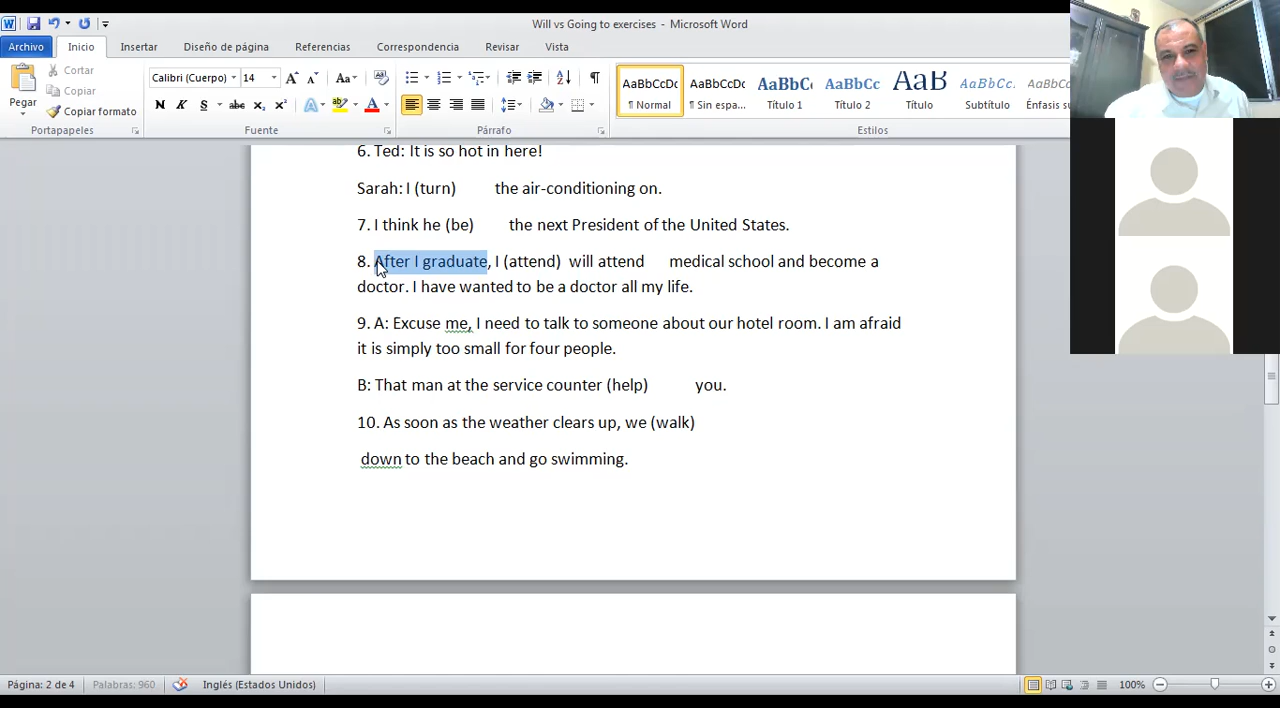 Will vs Going to exercises - Microsoft Word
Archivo Inicio Insertar Diseño de página Referencias Correspondencia Revisar Vista
Pegar
Cortar
Copiar
Copiar formato
Portapapeles
Calibri (Cuerpo) 14
N K S abc x₂ x²
Fuente
Párrafo
AaBbCcDc AaBbCcDc AaBbC( AaBbCc AaB AaBbCc. AaBbCc
¶ Normal ¶ Sin espa... Título 1 Título 2 Título Subtítulo Énfasis su
Estilos
6. Ted: It is so hot in here!
Sarah: I (turn) the air-conditioning on.
7. I think he (be) the next President of the United States.
8. After I graduate, I (attend) will attend medical school and become a
doctor. I have wanted to be a doctor all my life.
9. A: Excuse me, I need to talk to someone about our hotel room. I am afraid
it is simply too small for four people.
B: That man at the service counter (help) you.
10. As soon as the weather clears up, we (walk)
down to the beach and go swimming.
Página: 2 de 4 Palabras: 960 Inglés (Estados Unidos) 100%